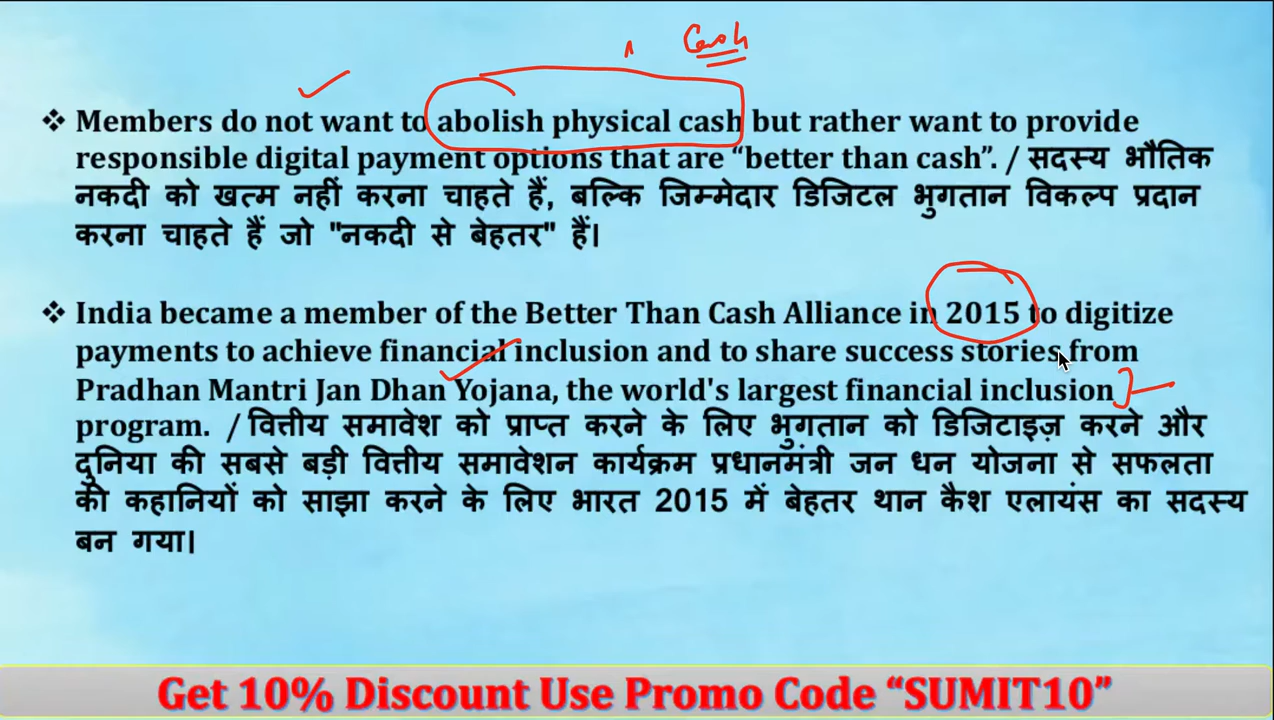 Cash
❖ Members do not want to abolish physical cash but rather want to provide
responsible digital payment options that are “better than cash”. / सदस्य भौतिक
नकदी को खत्म नहीं करना चाहते हैं, बल्कि जिम्मेदार डिजिटल भुगतान विकल्प प्रदान
करना चाहते हैं जो "नकदी से बेहतर" हैं।
❖ India became a member of the Better Than Cash Alliance in 2015 to digitize
payments to achieve financial inclusion and to share success stories from
Pradhan Mantri Jan Dhan Yojana, the world's largest financial inclusion
program. / वित्तीय समावेश को प्राप्त करने के लिए भुगतान को डिजिटाइज़ करने और
दुनिया की सबसे बड़ी वित्तीय समावेशन कार्यक्रम प्रधानमंत्री जन धन योजना से सफलता
की कहानियों को साझा करने के लिए भारत 2015 में बेहतर थान कैश एलायंस का सदस्य
बन गया।
Get 10% Discount Use Promo Code “SUMIT10”